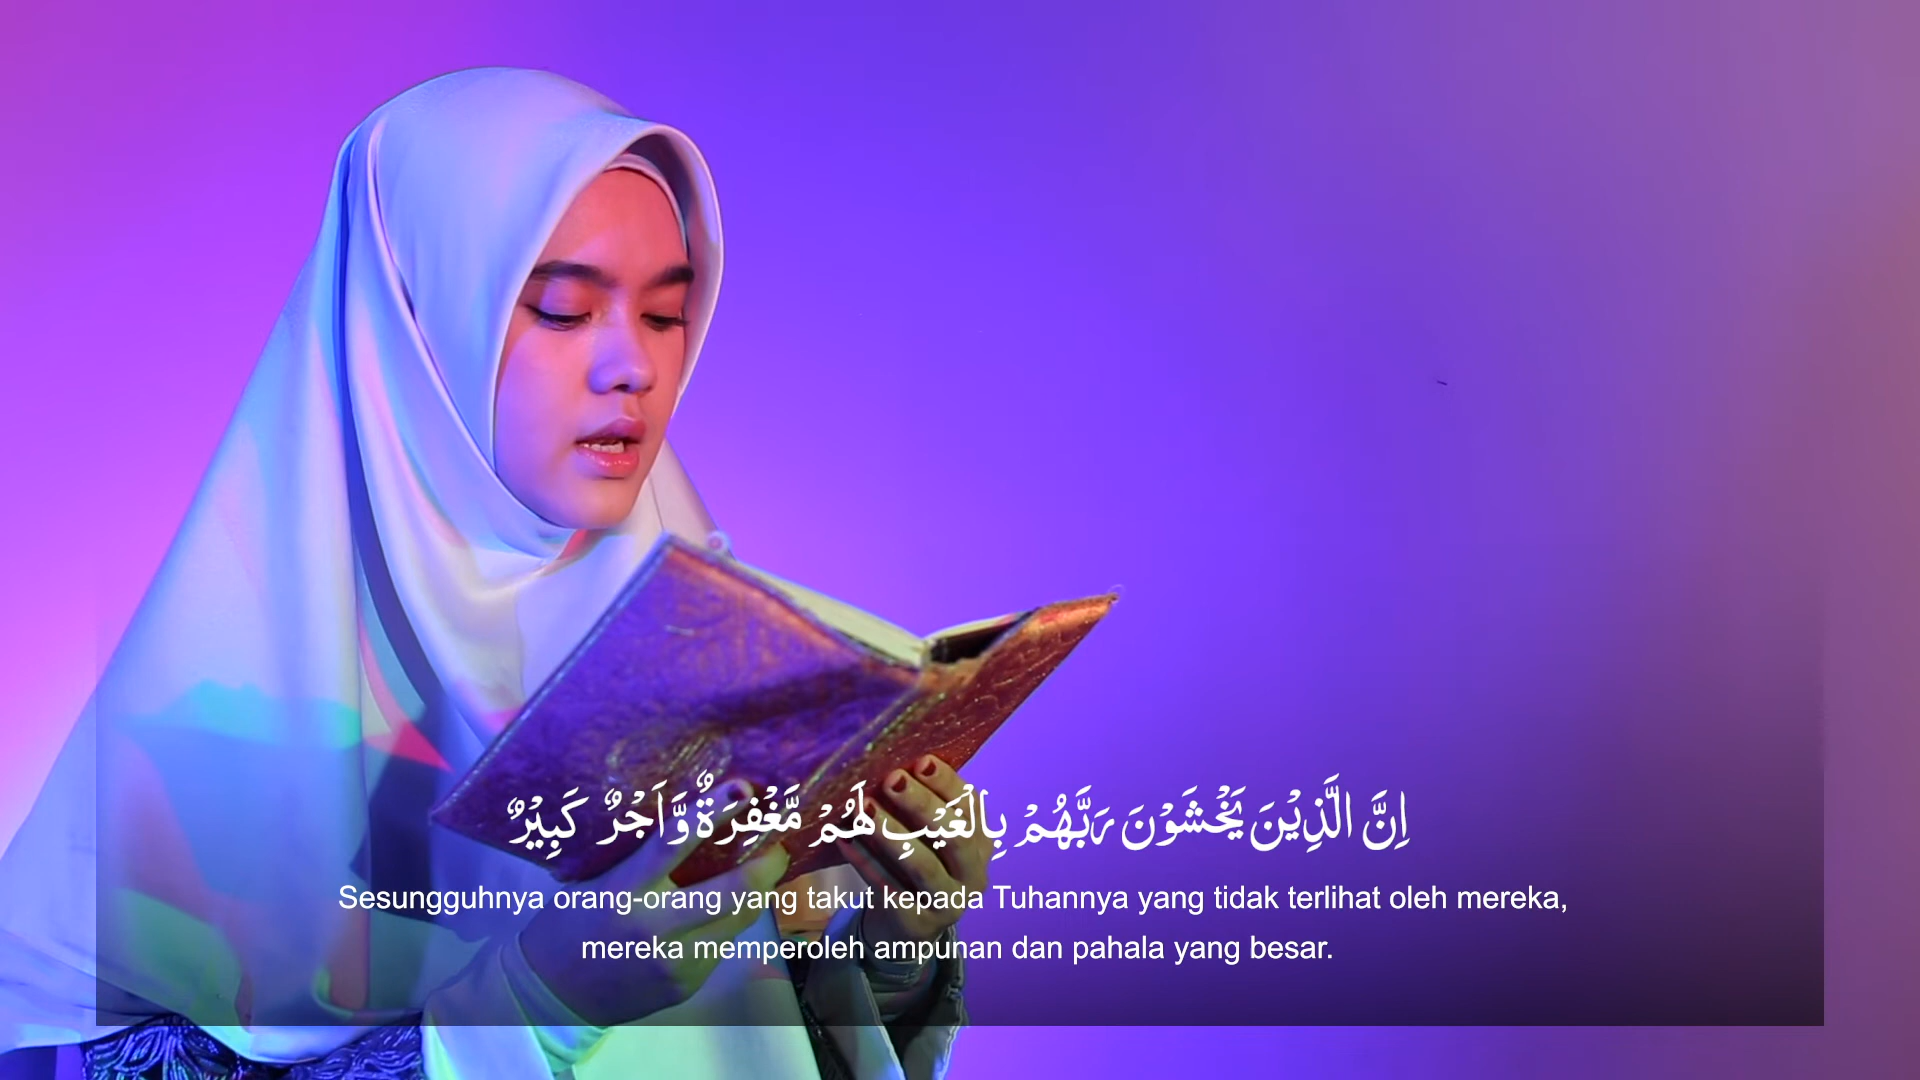 اِنَّ الَّذِيْنَ يَخْشَوْنَ رَبَّهُمْ بِالْغَيْبِ لَهُمْ مَّغْفِرَةٌ وَّاَجْرٌ كَبِيْرٌ
Sesungguhnya orang-orang yang takut kepada Tuhannya yang tidak terlihat oleh mereka,
mereka memperoleh ampunan dan pahala yang besar.